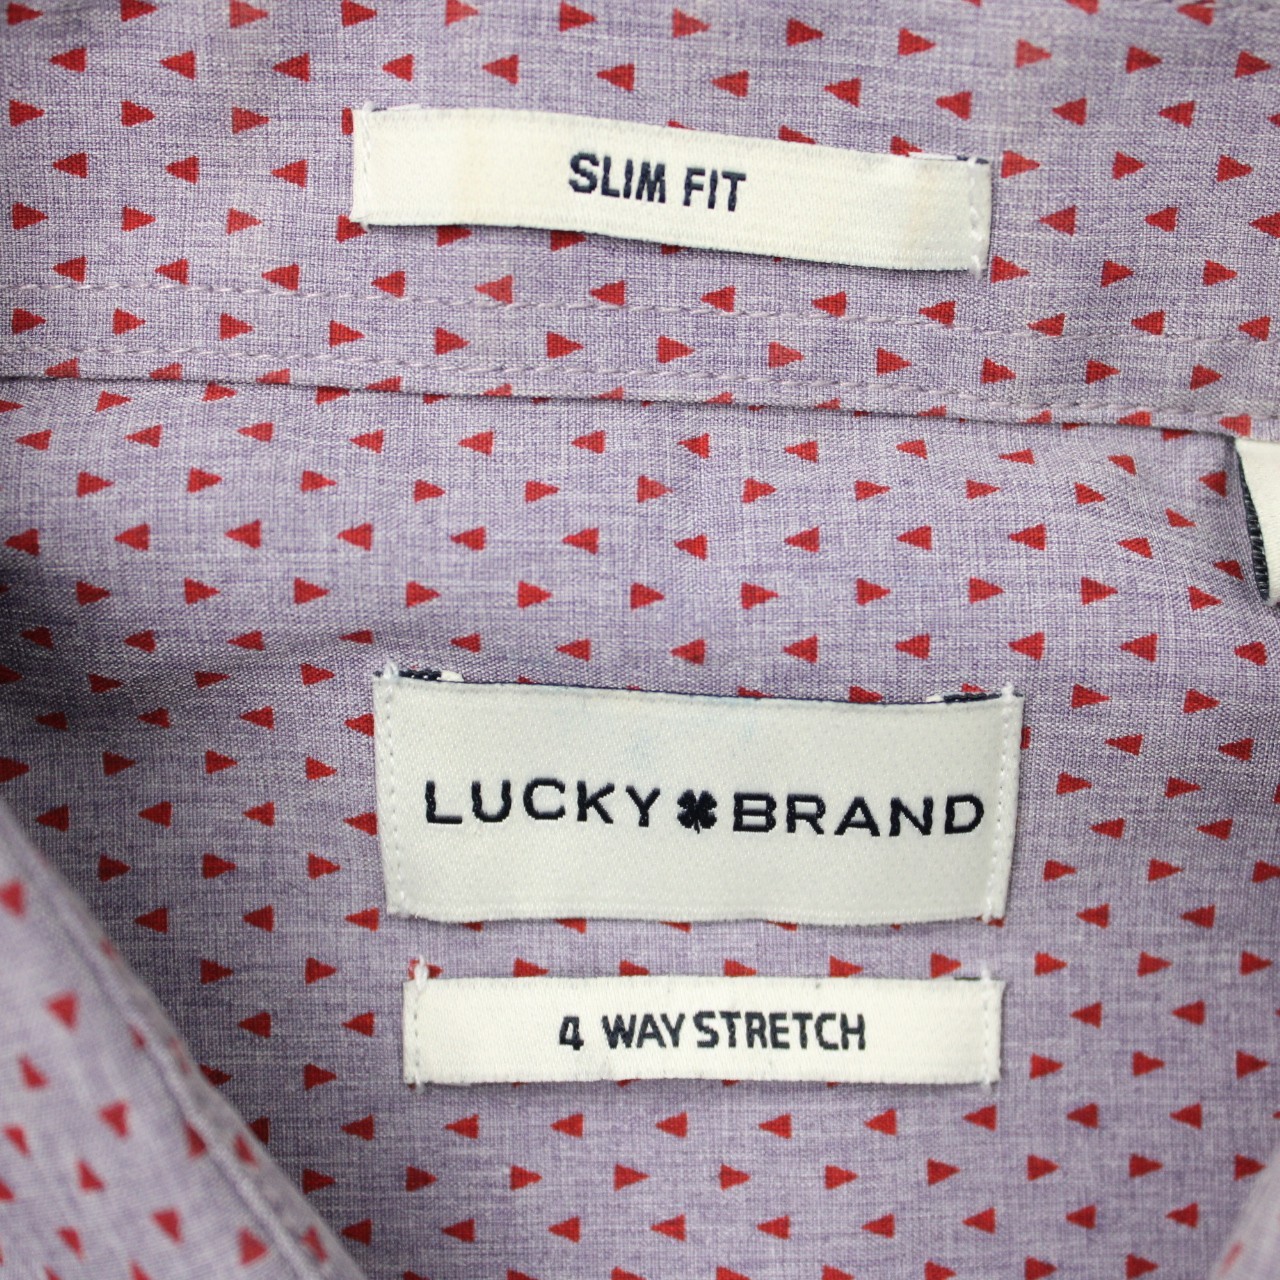 SLIM FIT
LUCKY BRAND
4 WAY STRETCH